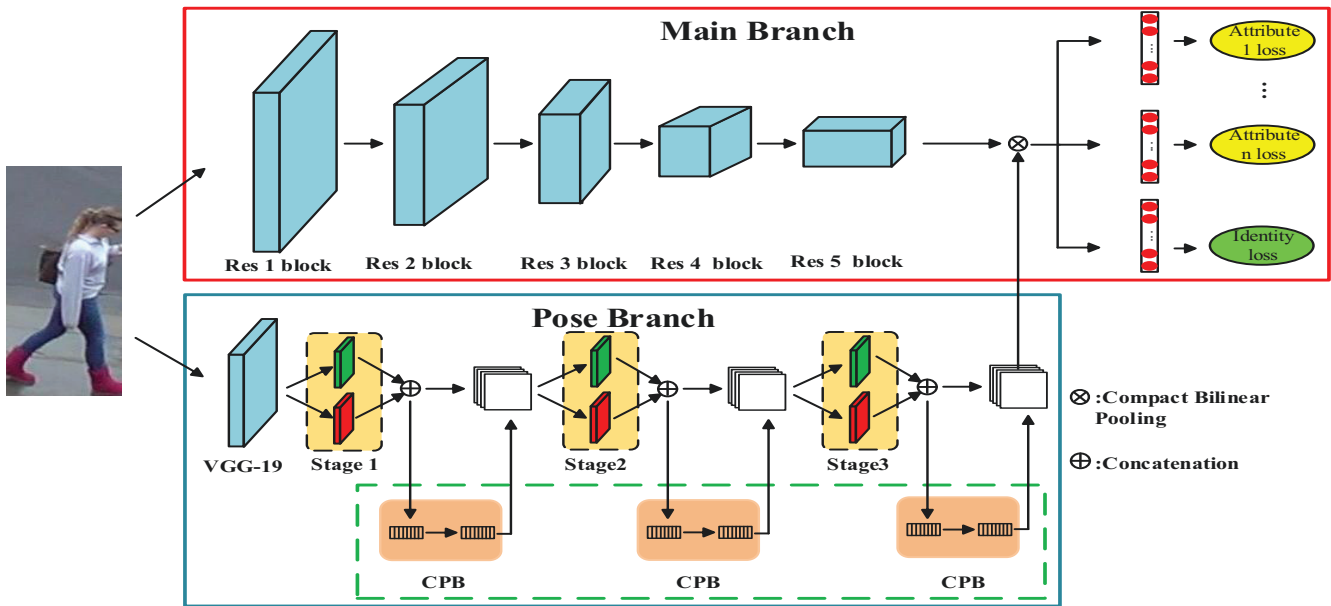 Main Branch
Attribute
1 loss
Attribute
n loss
Identity
loss
Res 1 block
Res 2 block
Res 3 block
Res 4 block
Res 5 block
Pose Branch
VGG-19
Stage 1
Stage2
Stage3
CPB
CPB
CPB
:Compact Bilinear
Pooling
:Concatenation